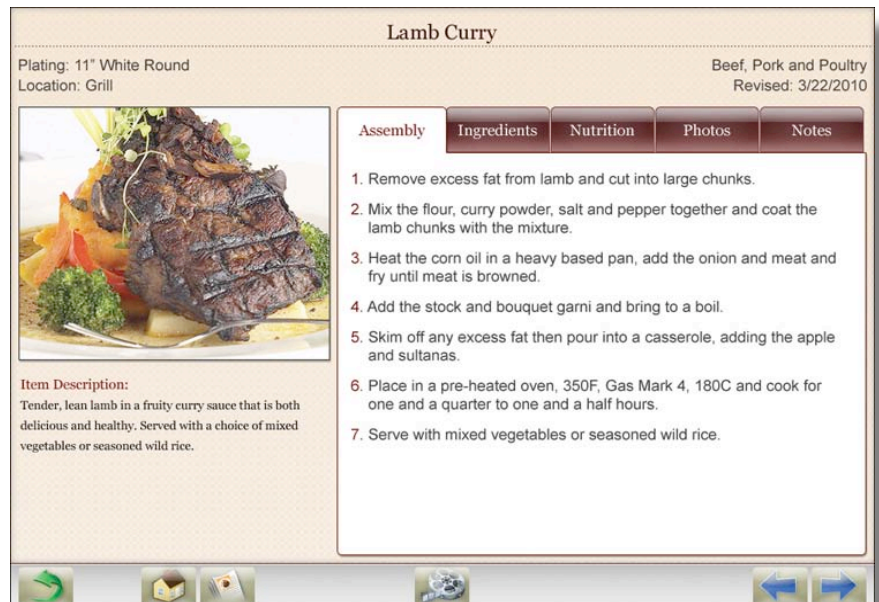 Lamb Curry
Plating: 11" White Round
Location: Grill
Beef, Pork and Poultry
Revised: 3/22/2010
Assembly
Ingredients
Nutrition
Photos
Notes
1. Remove excess fat from lamb and cut into large chunks.
2. Mix the flour, curry powder, salt and pepper together and coat the
lamb chunks with the mixture.
3. Heat the corn oil in a heavy based pan, add the onion and meat and
fry until meat is browned.
4. Add the stock and bouquet garni and bring to a boil.
5. Skim off any excess fat then pour into a casserole, adding the apple
and sultanas.
6. Place in a pre-heated oven, 350F, Gas Mark 4, 180C and cook for
one and a quarter to one and a half hours.
7. Serve with mixed vegetables or seasoned wild rice.
Item Description:
Tender, lean lamb in a fruity curry sauce that is both
delicious and healthy. Served with a choice of mixed
vegetables or seasoned wild rice.